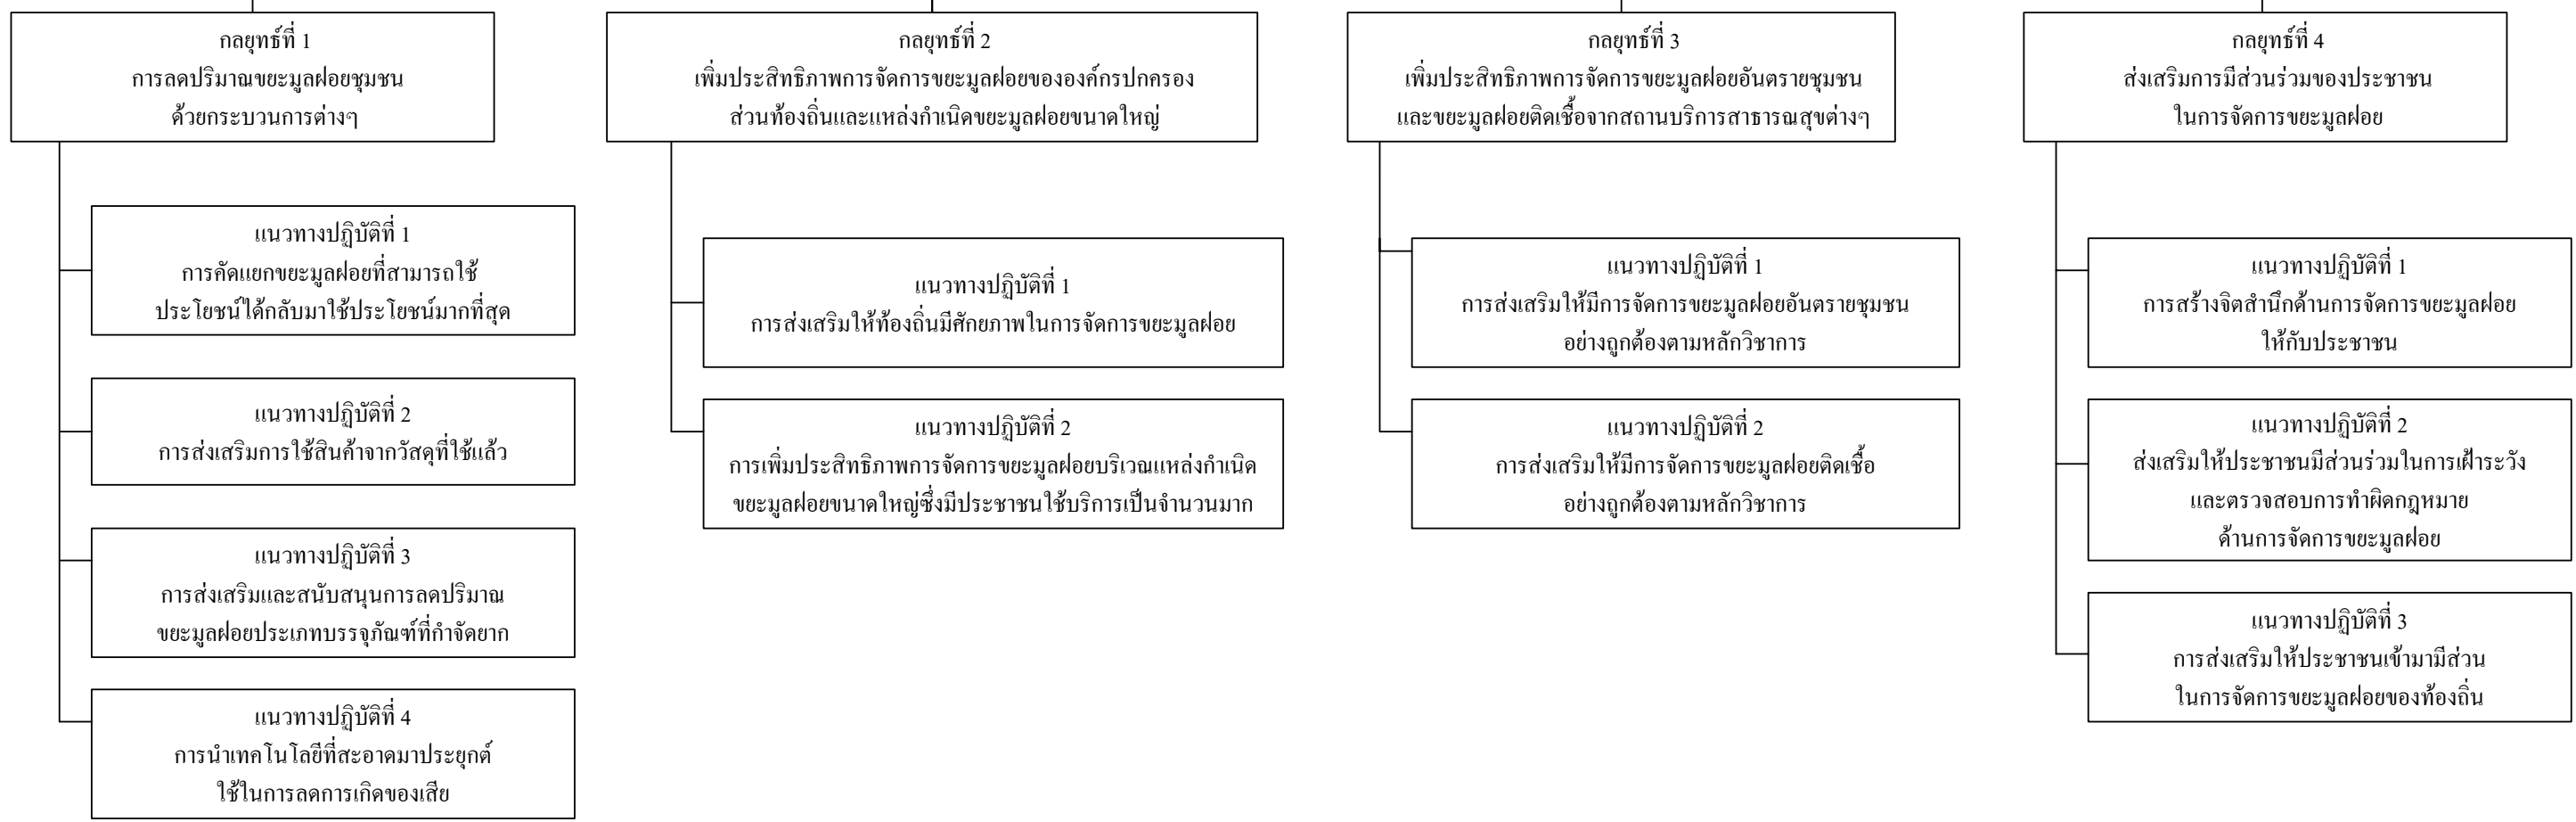 กลยุทธ์ที่ 1
การลดปริมาณขยะมูลฝอยชุมชน
ด้วยกระบวนการต่างๆ
แนวทางปฏิบัติที่ 1
การคัดแยกขยะมูลฝอยที่สามารถใช้
ประโยชน์ได้กลับมาใช้ประโยชน์มากที่สุด
แนวทางปฏิบัติที่ 2
การส่งเสริมการใช้สินค้าจากวัสดุที่ใช้แล้ว
แนวทางปฏิบัติที่ 3
การส่งเสริมและสนับสนุนการลดปริมาณ
ขยะมูลฝอยประเภทบรรจุภัณฑ์ที่กำจัดยาก
แนวทางปฏิบัติที่ 4
การนำเทคโนโลยีที่สะอาดมาประยุกต์
ใช้ในการลดการเกิดของเสีย
กลยุทธ์ที่ 2
เพิ่มประสิทธิภาพการจัดการขยะมูลฝอยขององค์กรปกครอง
ส่วนท้องถิ่นและแหล่งกำเนิดขยะมูลฝอยขนาดใหญ่
แนวทางปฏิบัติที่ 1
การส่งเสริมให้ท้องถิ่นมีศักยภาพในการจัดการขยะมูลฝอย
แนวทางปฏิบัติที่ 2
การเพิ่มประสิทธิภาพการจัดการขยะมูลฝอยบริเวณแหล่งกำเนิด
ขยะมูลฝอยขนาดใหญ่ซึ่งมีประชาชนใช้บริการเป็นจำนวนมาก
กลยุทธ์ที่ 3
เพิ่มประสิทธิภาพการจัดการขยะมูลฝอยอันตรายชุมชน
และขยะมูลฝอยติดเชื้อจากสถานบริการสาธารณสุขต่างๆ
แนวทางปฏิบัติที่ 1
การส่งเสริมให้มีการจัดการขยะมูลฝอยอันตรายชุมชน
อย่างถูกต้องตามหลักวิชาการ
แนวทางปฏิบัติที่ 2
การส่งเสริมให้มีการจัดการขยะมูลฝอยติดเชื้อ
อย่างถูกต้องตามหลักวิชาการ
กลยุทธ์ที่ 4
ส่งเสริมการมีส่วนร่วมของประชาชน
ในการจัดการขยะมูลฝอย
แนวทางปฏิบัติที่ 1
การสร้างจิตสำนึกด้านการจัดการขยะมูลฝอย
ให้กับประชาชน
แนวทางปฏิบัติที่ 2
ส่งเสริมให้ประชาชนมีส่วนร่วมในการเฝ้าระวัง
และตรวจสอบการทำผิดกฎหมาย
ด้านการจัดการขยะมูลฝอย
แนวทางปฏิบัติที่ 3
การส่งเสริมให้ประชาชนเข้ามามีส่วน
ในการจัดการขยะมูลฝอยของท้องถิ่น